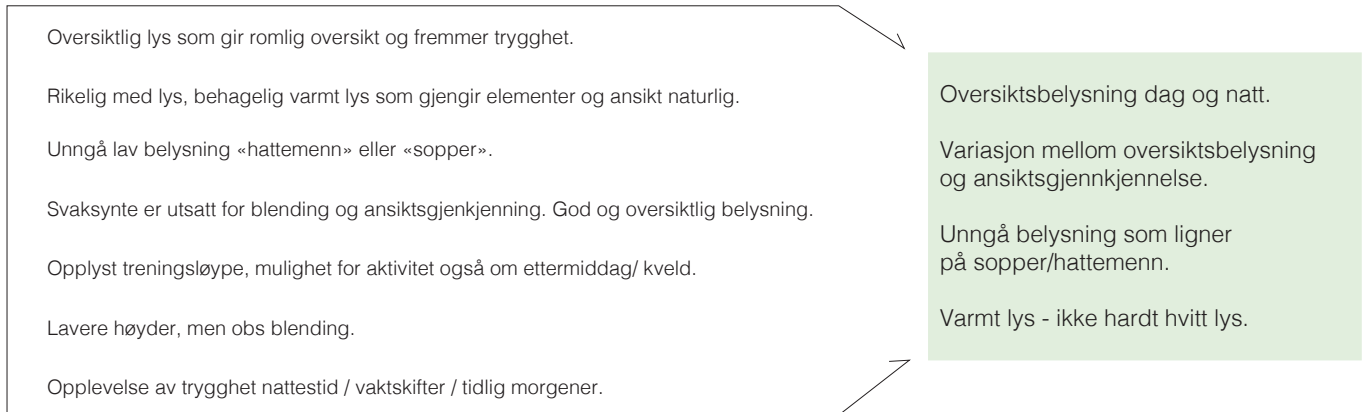 Oversiktlig lys som gir romlig oversikt og fremmer trygghet.
Rikelig med lys, behagelig varmt lys som gjengir elementer og ansikt naturlig.
Unngå lav belysning «hattemenn» eller «sopper».
Svaksynte er utsatt for blending og ansiktsgjenkjenning. God og oversiktlig belysning.
Opplyst treningsløype, mulighet for aktivitet også om ettermiddag/ kveld.
Lavere høyder, men obs blending.
Opplevelse av trygghet nattestid / vaktskifter / tidlig morgener.
Oversiktsbelysning dag og natt.
Variasjon mellom oversiktsbelysning
og ansiktsgjennkjennelse.
Unngå belysning som ligner
på sopper/hattemenn.
Varmt lys - ikke hardt hvitt lys.